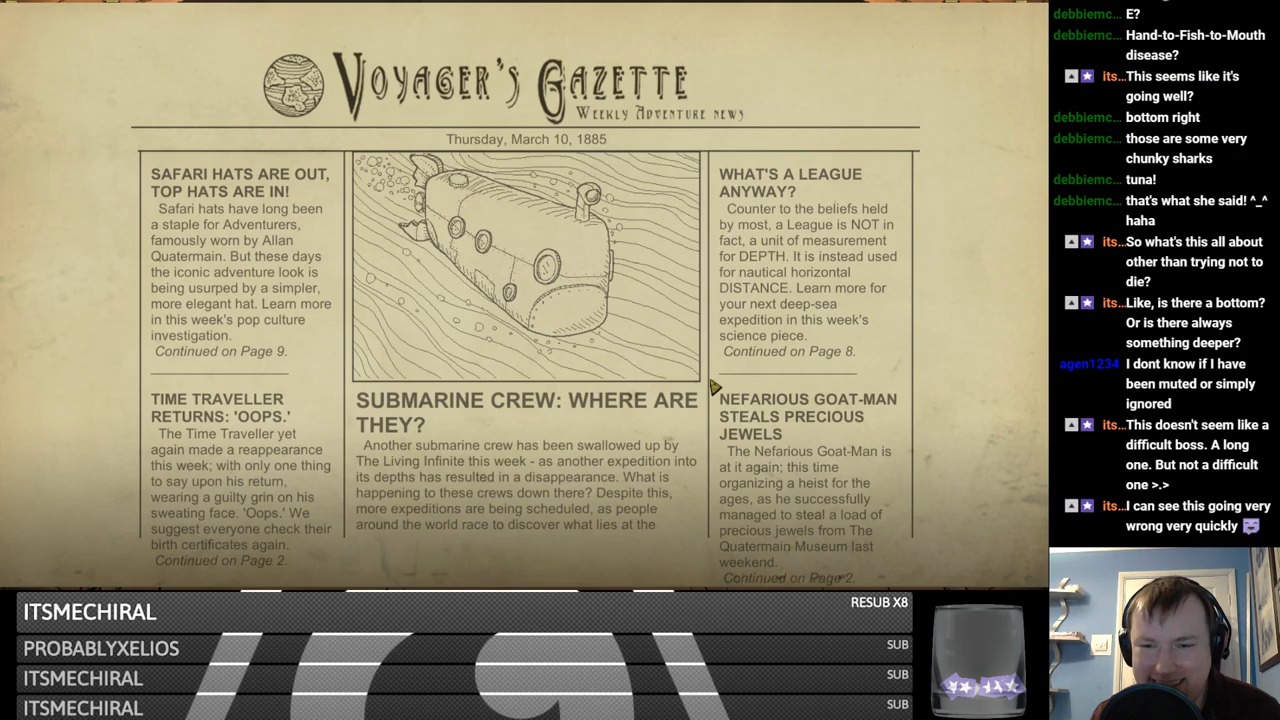 VOYAGER'S GAZETTE
WEEKLY ADVENTURE NEWS
Thursday, March 10, 1885
SAFARI HATS ARE OUT,
TOP HATS ARE IN!
Safari hats have long been
a staple for Adventurers,
famously worn by Allan
Quatermain. But these days
the iconic adventure look is
being usurped by a simpler,
more elegant hat. Learn more
in this week's pop culture
investigation.
Continued on Page 9.
TIME TRAVELLER
RETURNS: 'OOPS.'
The Time Traveller yet
again made a reappearance
this week; with only one thing
to say upon his return,
wearing a guilty grin on his
sweating face. 'Oops.' We
suggest everyone check their
birth certificates again.
Continued on Page 2.
SUBMARINE CREW: WHERE ARE
THEY?
Another submarine crew has been swallowed up by
The Living Infinite this week - as another expedition into
its depths has resulted in a disappearance. What is
happening to these crews down there? Despite this,
more expeditions are being scheduled, as people
around the world race to discover what lies at the
WHAT'S A LEAGUE
ANYWAY?
Counter to the beliefs held
by most, a League is NOT in
fact, a unit of measurement
for DEPTH. It is instead used
for nautical horizontal
DISTANCE. Learn more for
your next deep-sea
expedition in this week's
science piece.
Continued on Page 8.
NEFARIOUS GOAT-MAN
STEALS PRECIOUS
JEWELS
The Nefarious Goat-Man is
at it again; this time
organizing a heist for the
ages, as he successfully
managed to steal a load of
precious jewels from The
Quatermain Museum last
weekend.
Continued on Page 2.
debbiemc... E?
debbiemc... Hand-to-Fish-to-Mouth
disease?
its...This seems like it's
going well?
debbiemc... bottom right
debbiemc... those are some very
chunky sharks
debbiemc... tuna!
debbiemc... that's what she said! ^_^
haha
its...So what's this all about
other than trying not to
die?
its...Like, is there a bottom?
Or is there always
something deeper?
agen1234 I dont know if I have
been muted or simply
ignored
its...This doesn't seem like a
difficult boss. A long
one. But not a difficult
one >.>
its...I can see this going very
wrong very quickly
ITSMECHIRAL RESUB X8
PROBABLYXELIOS SUB
ITSMECHIRAL SUB
ITSMECHIRAL SUB